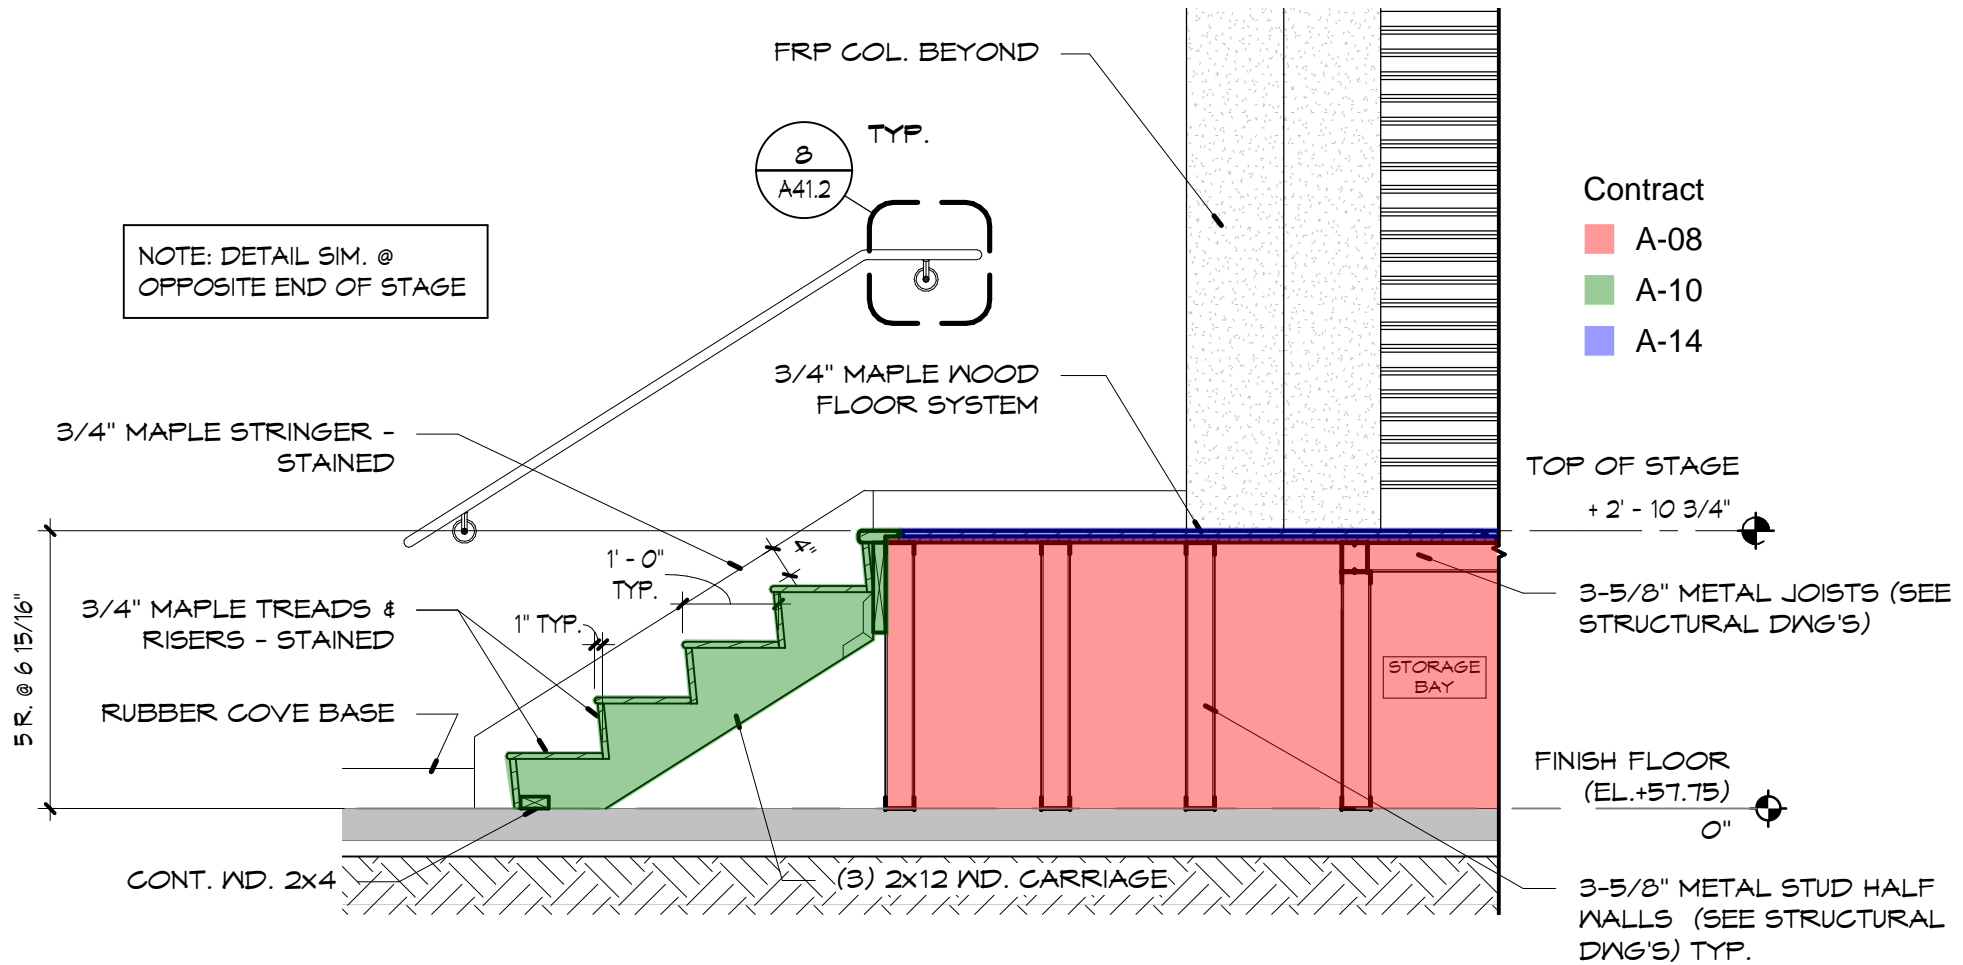 FRP COL. BEYOND
8
A41.2
TYP.
NOTE: DETAIL SIM. @
OPPOSITE END OF STAGE
Contract
A-08
A-10
A-14
3/4" MAPLE WOOD
FLOOR SYSTEM
3/4" MAPLE STRINGER -
STAINED
TOP OF STAGE
+ 2' - 10 3/4"
1' - 0"
TYP.
4"
3/4" MAPLE TREADS &
RISERS - STAINED
1" TYP.
5 R. @ 6 15/16"
3-5/8" METAL JOISTS (SEE
STRUCTURAL DWG'S)
STORAGE
BAY
RUBBER COVE BASE
FINISH FLOOR
(EL.+57.75)
0"
CONT. WD. 2x4
(3) 2x12 WD. CARRIAGE
3-5/8" METAL STUD HALF
WALLS (SEE STRUCTURAL
DWG'S) TYP.